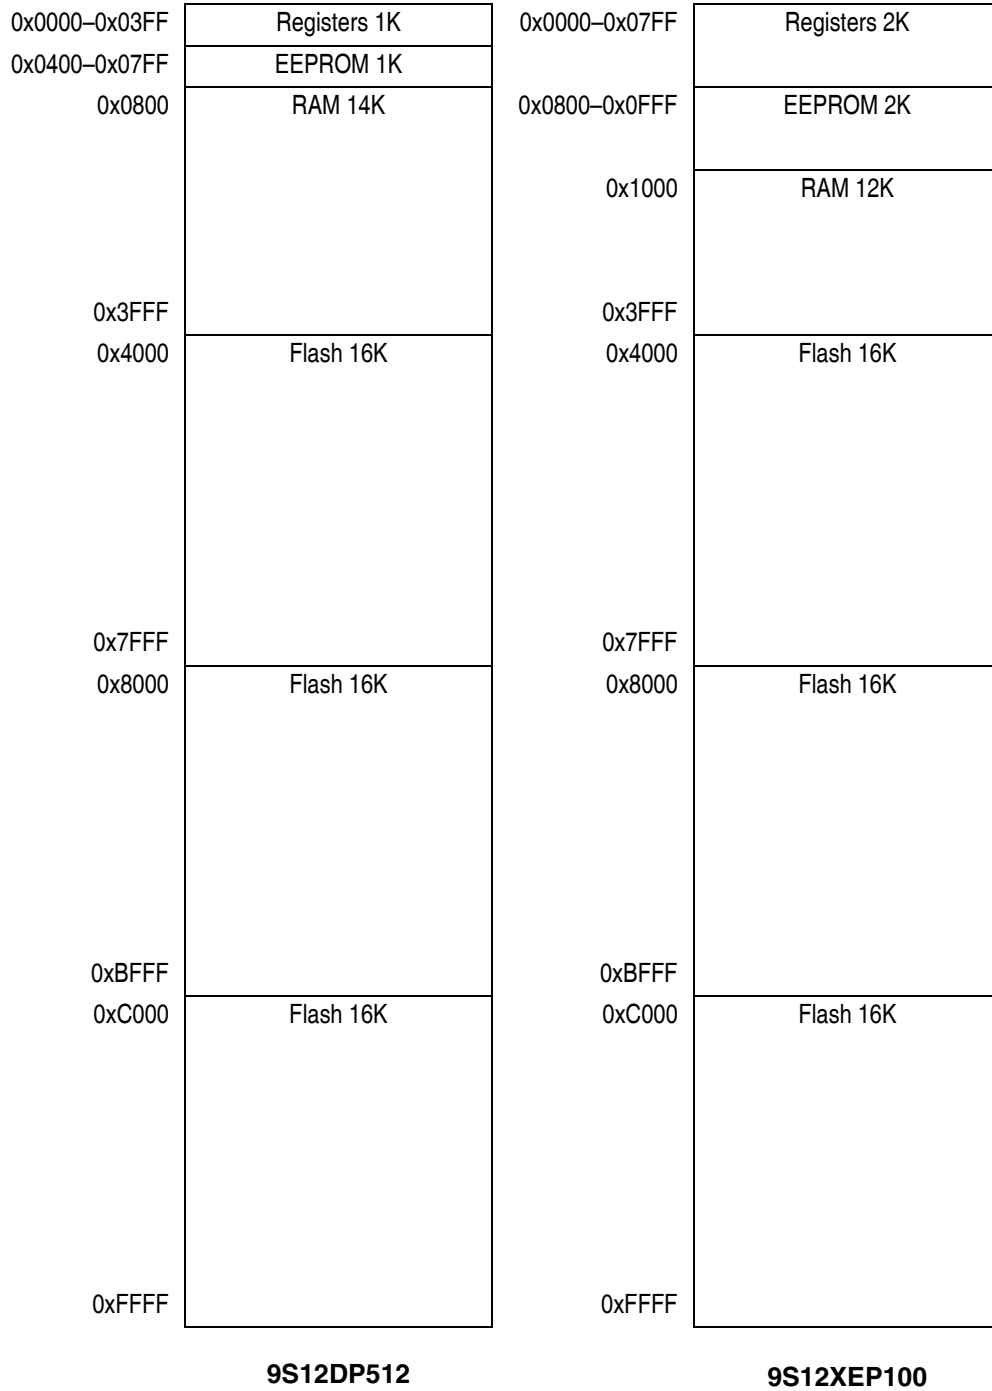 0x0000–0x03FF Registers 1K 0x0000–0x07FF Registers 2K
0x0400–0x07FF EEPROM 1K
0x0800 RAM 14K 0x0800–0x0FFF EEPROM 2K
0x1000 RAM 12K
0x3FFF 0x3FFF
0x4000 Flash 16K 0x4000 Flash 16K
0x7FFF 0x7FFF
0x8000 Flash 16K 0x8000 Flash 16K
0xBFFF 0xBFFF
0xC000 Flash 16K 0xC000 Flash 16K
0xFFFF 0xFFFF
9S12DP512 9S12XEP100